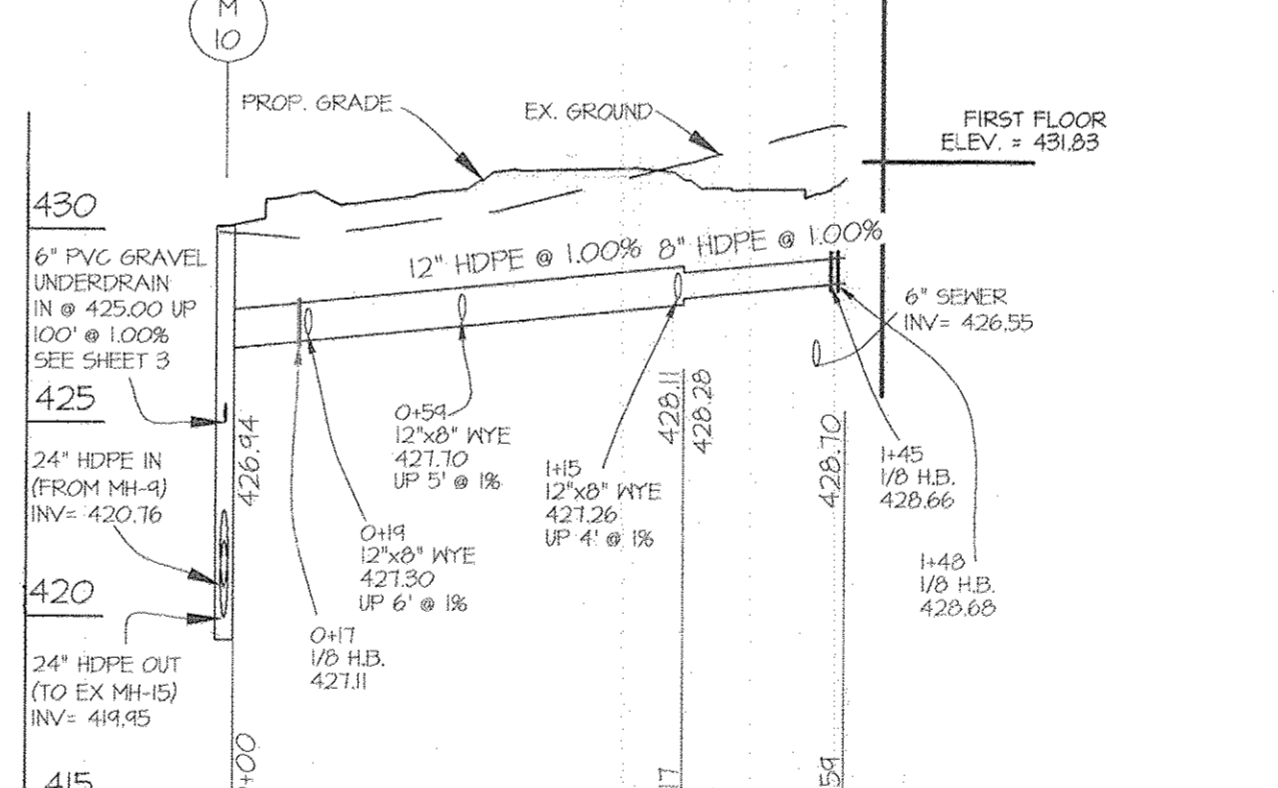 M
10
PROP. GRADE
EX. GROUND
FIRST FLOOR
ELEV. = 431.83
430
6" PVC GRAVEL
UNDERDRAIN
IN @ 425.00 UP
100' @ 1.00%
SEE SHEET 3
12" HDPE @ 1.00%
8" HDPE @ 1.00%
6" SEWER
INV= 426.55
425
426.94
0+59
12"x8" WYE
427.70
UP 5' @ 1%
428.11
428.28
428.70
1+45
1/8 H.B.
428.66
24" HDPE IN
(FROM MH-9)
INV= 420.76
1+15
12"x8" WYE
427.26
UP 4' @ 1%
0+19
12"x8" WYE
427.30
UP 6' @ 1%
1+48
1/8 H.B.
428.68
420
0+17
1/8 H.B.
427.11
24" HDPE OUT
(TO EX MH-15)
INV= 419.95
415
+00
17
59